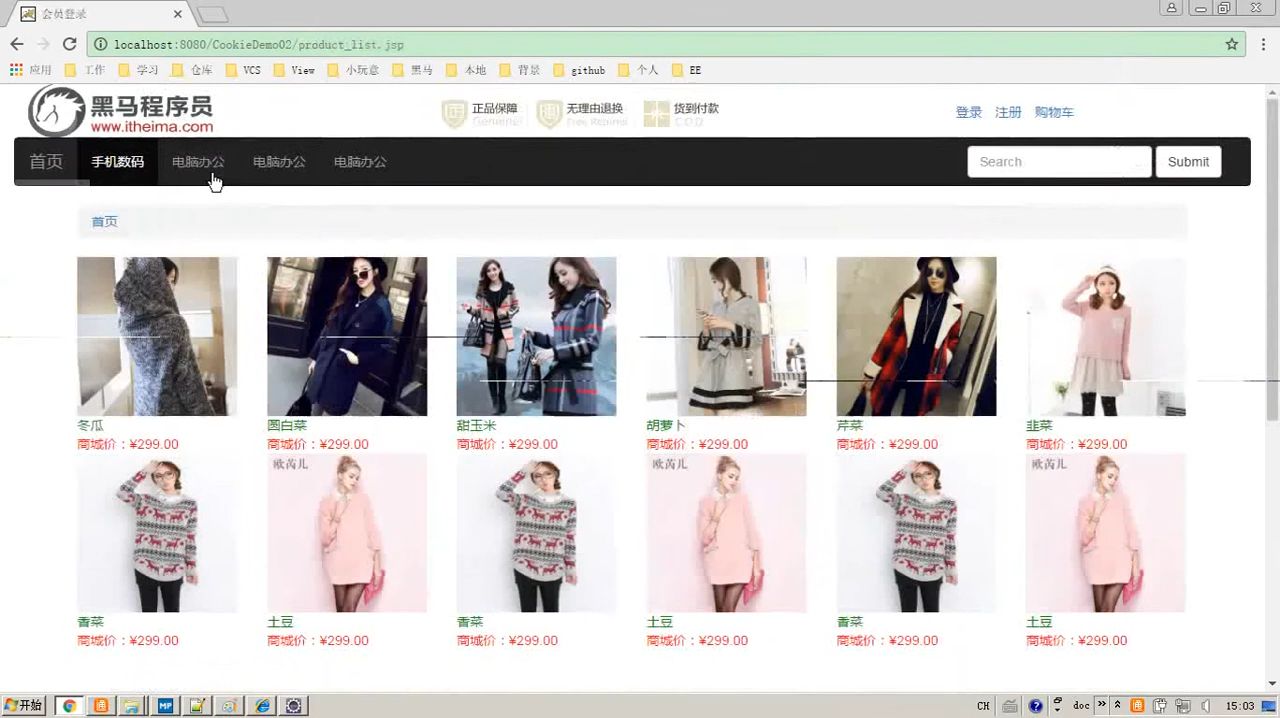 会员登录
localhost:8080/CookieDemo02/product_list.jsp
应用 工作 学习 仓库 VCS View 小玩意 黑马 本地 背景 github 个人 EE
黑马程序员
www.itheima.com
正品保障 无理由退换 货到付款
登录 注册 购物车
首页 手机数码 电脑办公 电脑办公 电脑办公 Search Submit
首页
冬瓜 圆白菜 甜玉米 胡萝卜 芹菜 韭菜
商城价：¥299.00 商城价：¥299.00 商城价：¥299.00 商城价：¥299.00 商城价：¥299.00 商城价：¥299.00
欧芮儿 欧芮儿 欧芮儿
香菜 土豆 香菜 土豆 香菜 土豆
商城价：¥299.00 商城价：¥299.00 商城价：¥299.00 商城价：¥299.00 商城价：¥299.00 商城价：¥299.00
开始 CH doc 15:03